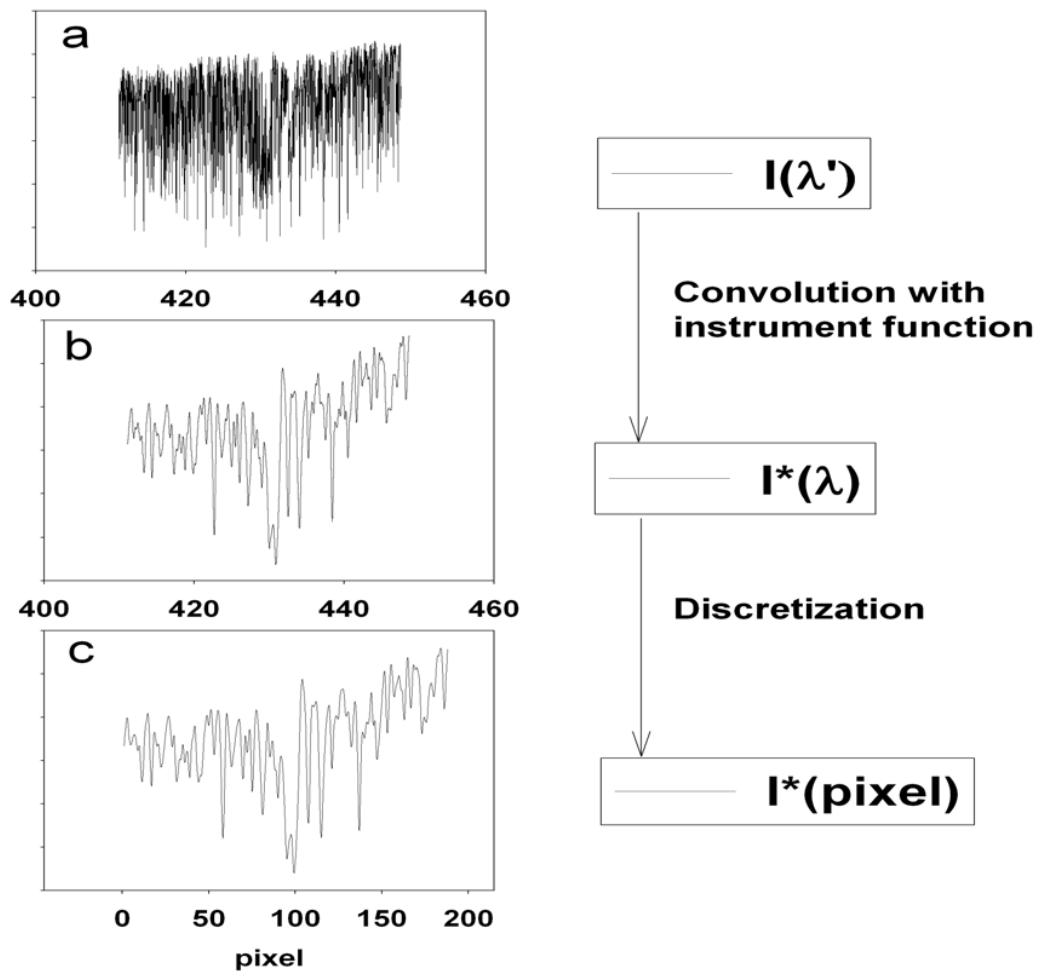 a
400 420 440 460
b
400 420 440 460
c
0 50 100 150 200
pixel
I(λ')
Convolution with
instrument function
I*(λ)
Discretization
I*(pixel)